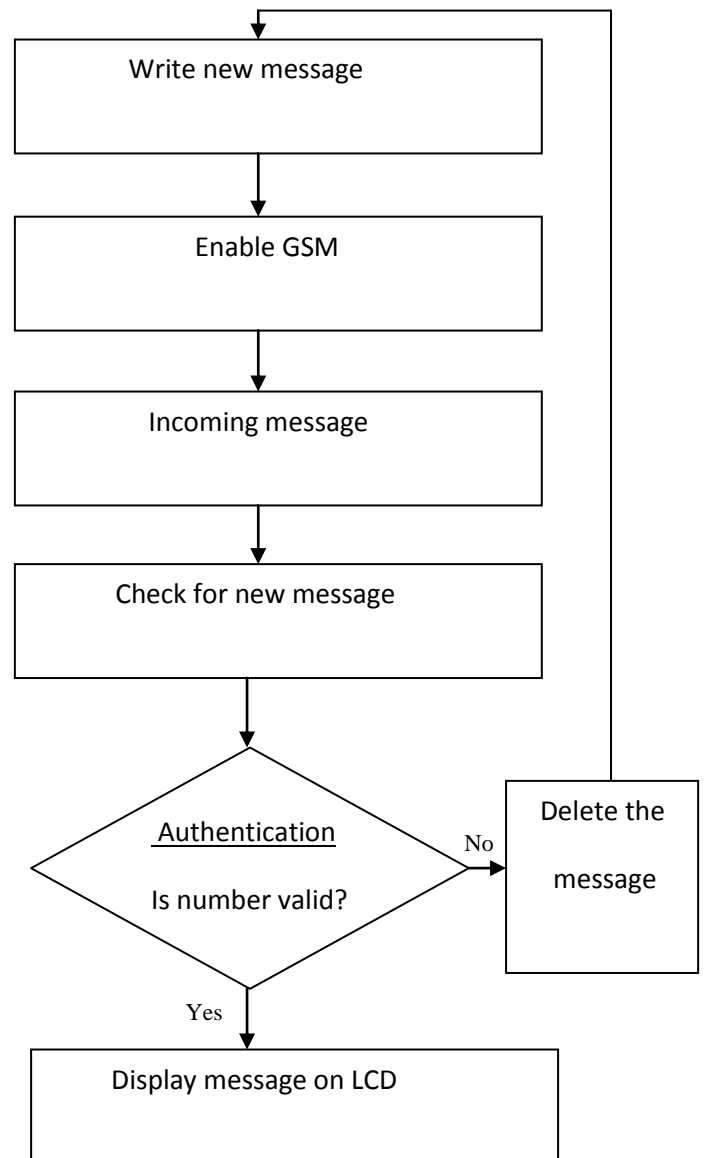 Write new message
Enable GSM
Incoming message
Check for new message
Authentication
Is number valid?
No
Delete the
message
Yes
Display message on LCD